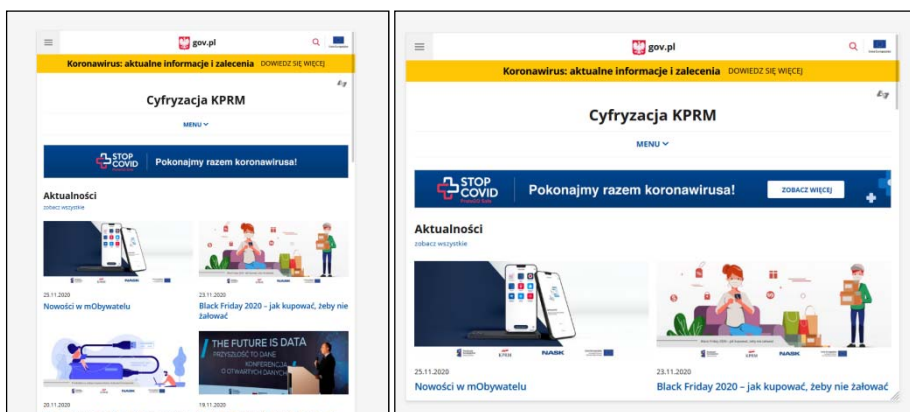 gov.pl
Koronawirus: aktualne informacje i zalecenia DOWIEDZ SIĘ WIĘCEJ
Cyfryzacja KPRM
MENU
STOP COVID
Pokonajmy razem koronawirusa!
Aktualności
zobacz wszystkie
25.11.2020
Nowości w mObywatelu
23.11.2020
Black Friday 2020 – jak kupować, żeby nie żałować
THE FUTURE IS DATA
PRZYSZŁOŚĆ TO DANE
KONFERENCJA
O OTWARTYCH DANYCH
20.11.2020
19.11.2020
gov.pl
Koronawirus: aktualne informacje i zalecenia DOWIEDZ SIĘ WIĘCEJ
Cyfryzacja KPRM
MENU
STOP
COVID
ProteGO Safe
Pokonajmy razem koronawirusa!
ZOBACZ WIĘCEJ
Aktualności
zobacz wszystkie
KPRM
NASK
KPRM
NASK
25.11.2020
Nowości w mObywatelu
23.11.2020
Black Friday 2020 – jak kupować, żeby nie żałować